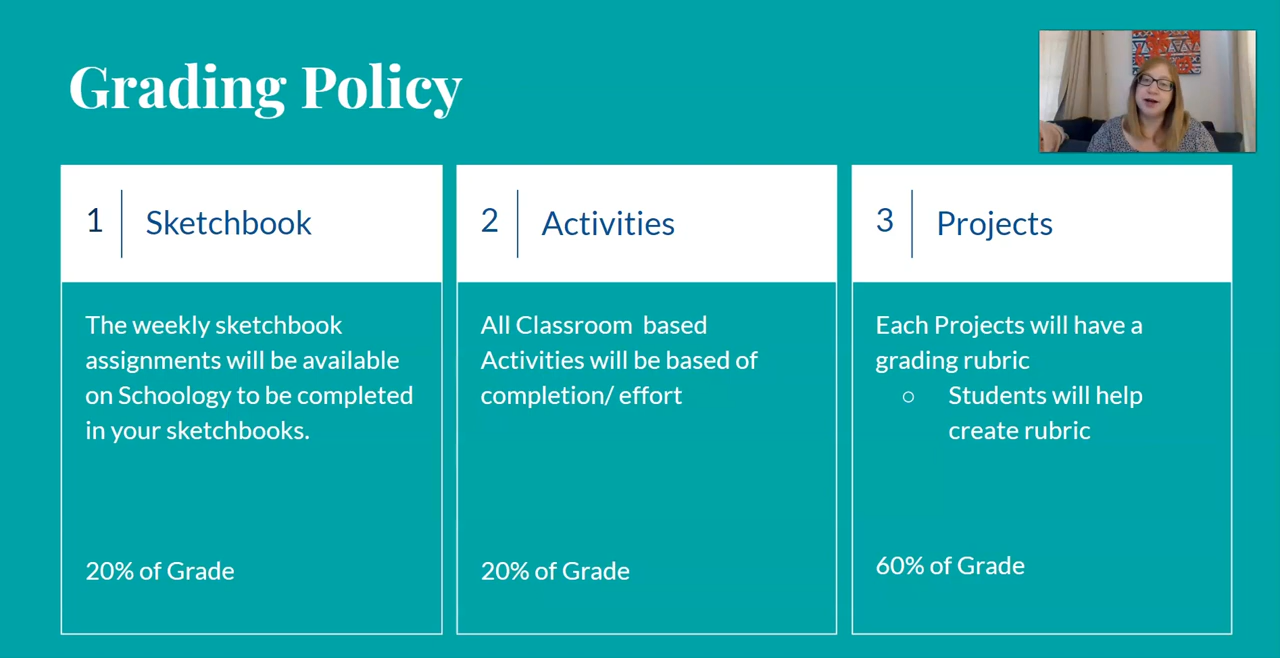 Grading Policy
1 Sketchbook
The weekly sketchbook
assignments will be available
on Schoology to be completed
in your sketchbooks.
20% of Grade
2 Activities
All Classroom  based
Activities will be based of
completion/ effort
20% of Grade
3 Projects
Each Projects will have a
grading rubric
○ Students will help
create rubric
60% of Grade